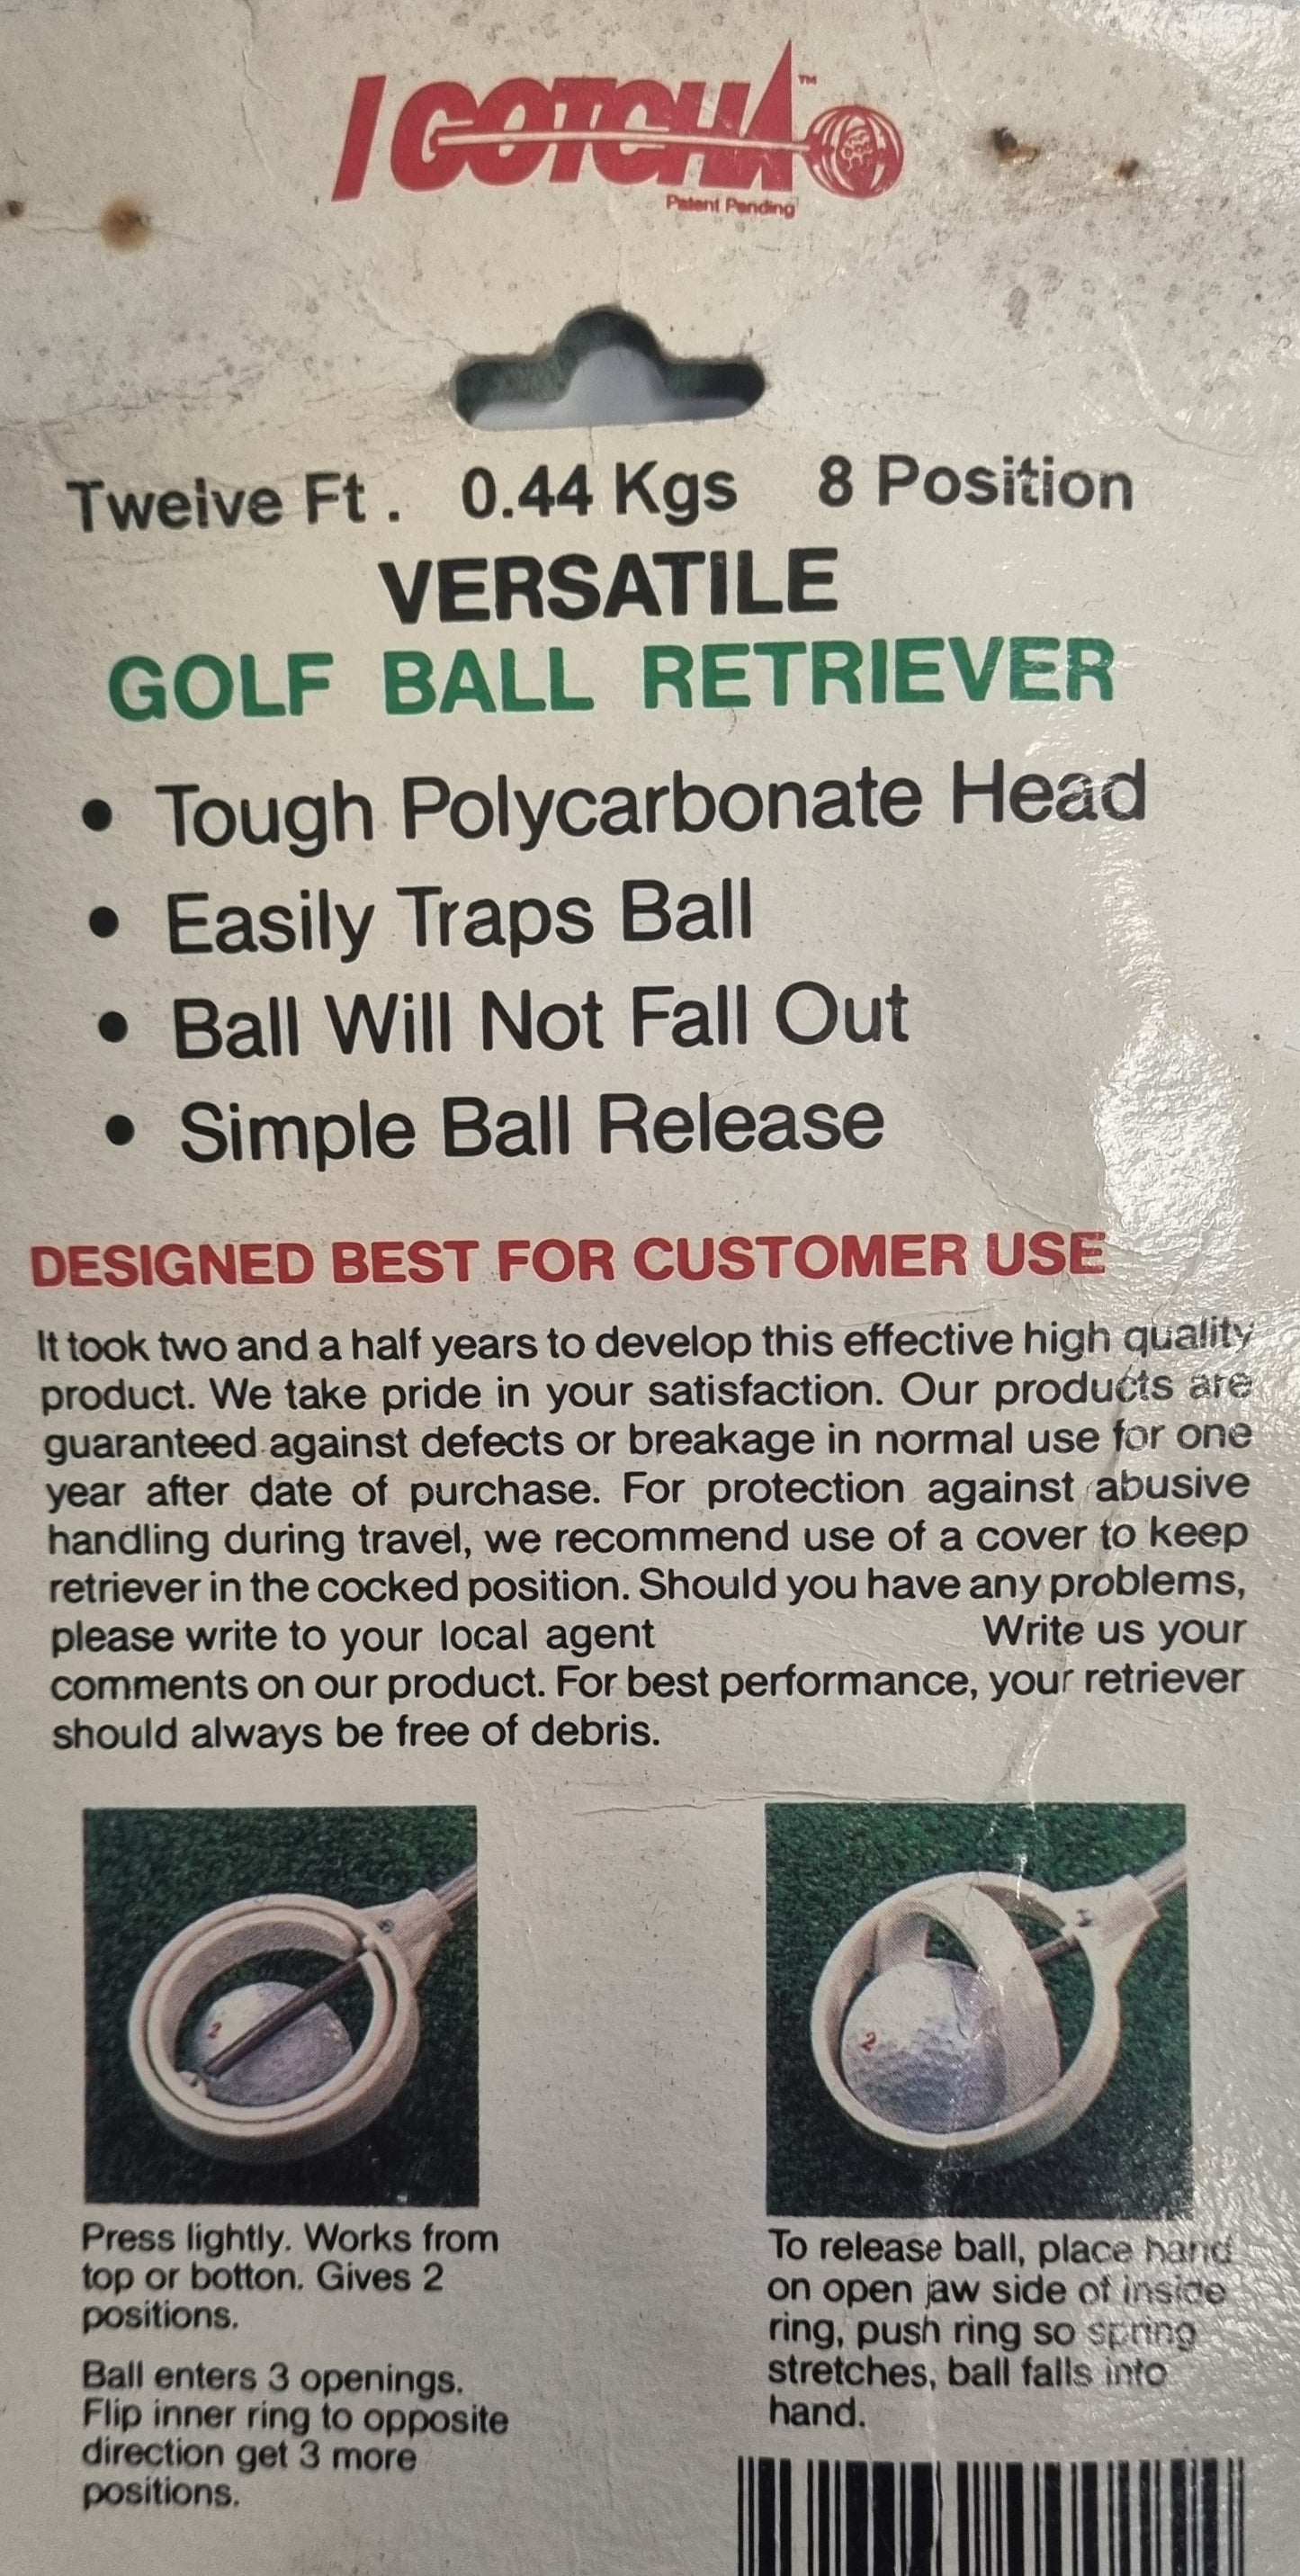 I GOTCHA™
Patent Pending
Twelve Ft. 0.44 Kgs 8 Position
VERSATILE
GOLF BALL RETRIEVER
• Tough Polycarbonate Head
• Easily Traps Ball
• Ball Will Not Fall Out
• Simple Ball Release
DESIGNED BEST FOR CUSTOMER USE
It took two and a half years to develop this effective high quality
product. We take pride in your satisfaction. Our products are
guaranteed against defects or breakage in normal use for one
year after date of purchase. For protection against abusive
handling during travel, we recommend use of a cover to keep
retriever in the cocked position. Should you have any problems,
please write to your local agent Write us your
comments on our product. For best performance, your retriever
should always be free of debris.
2
2
Press lightly. Works from
top or botton. Gives 2
positions.
Ball enters 3 openings.
Flip inner ring to opposite
direction get 3 more
positions.
To release ball, place hand
on open jaw side of inside
ring, push ring so spring
stretches, ball falls into
hand.